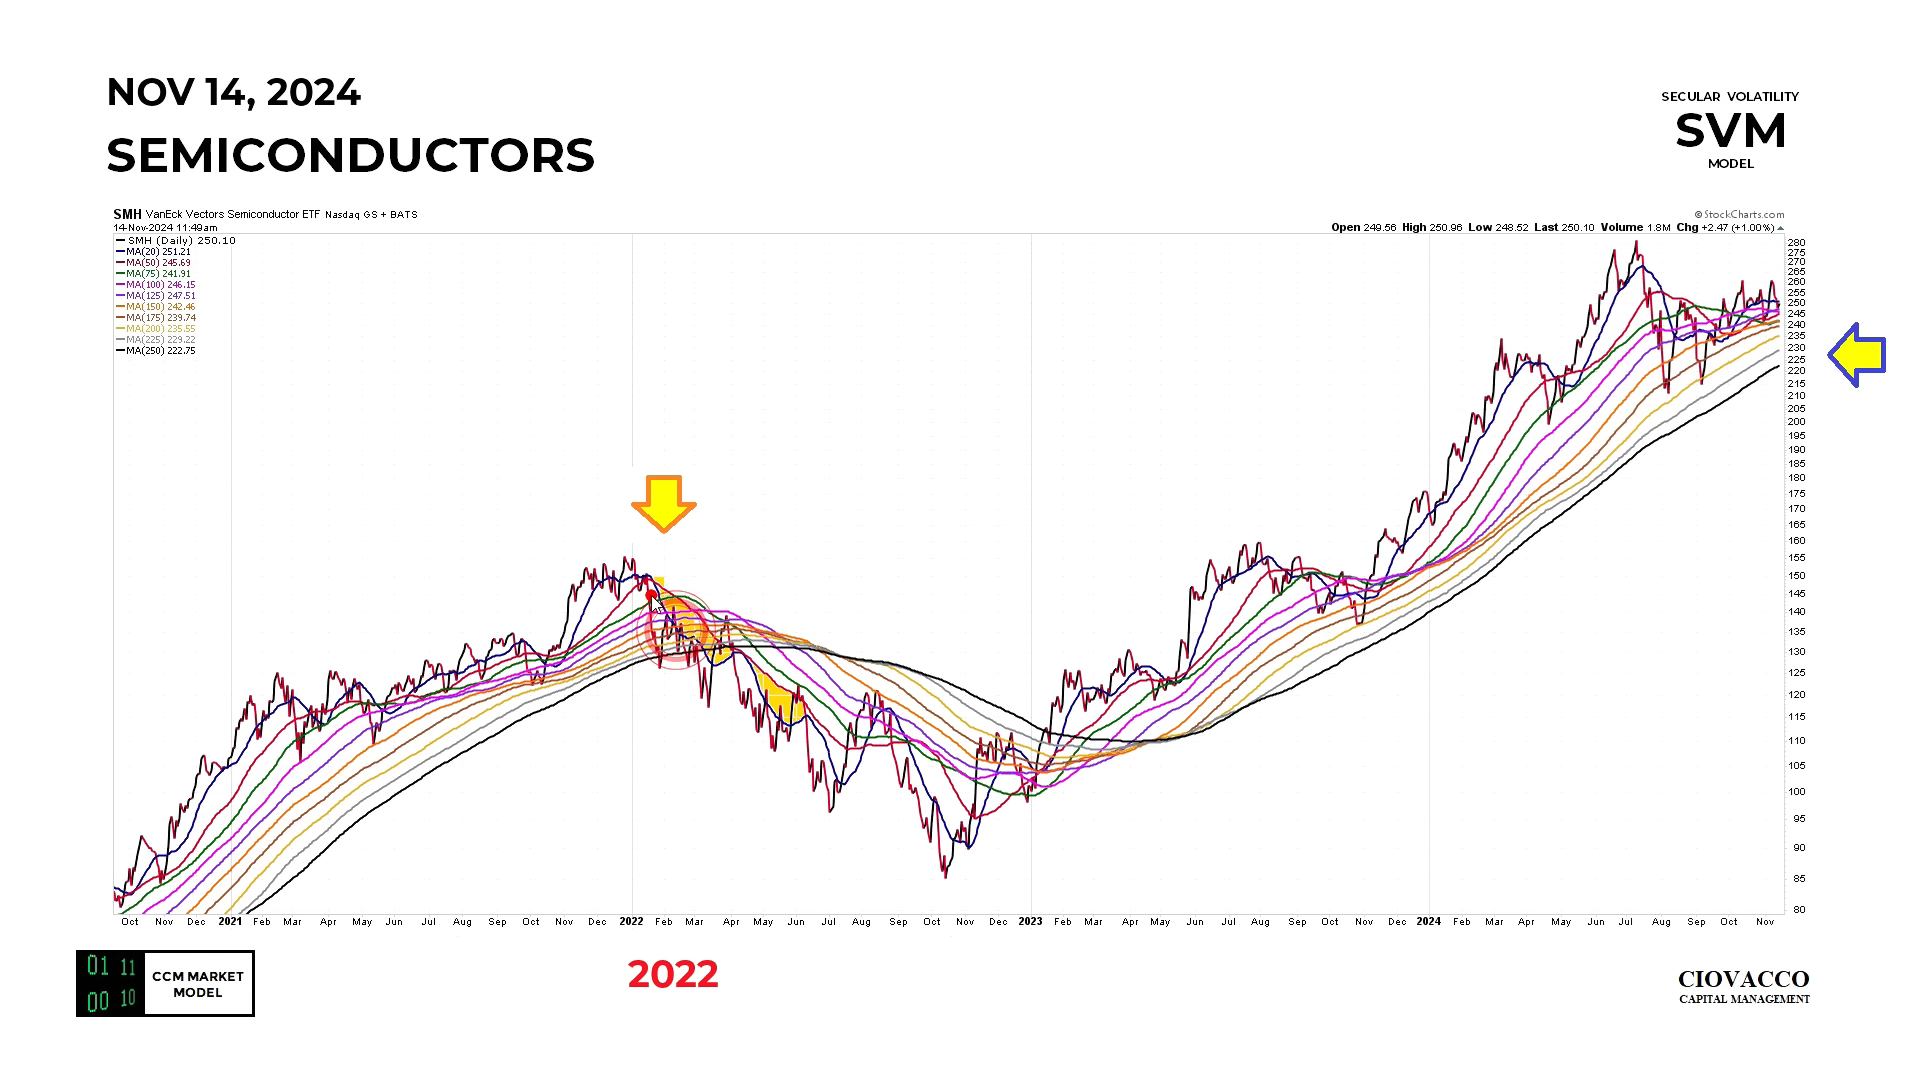 NOV 14, 2024
SEMICONDUCTORS
SECULAR VOLATILITY
SVM
MODEL
SMH VanEck Vectors Semiconductor ETF Nasdaq GS + BATS
© StockCharts.com
14-Nov-2024 11:49am
Open 249.56 High 250.96 Low 248.52 Last 250.10 Volume 1.8M Chg +2.47 (+1.00%)
SMH (Daily) 250.10
MA(20) 251.21
MA(50) 245.69
MA(75) 241.91
MA(100) 246.15
MA(125) 247.51
MA(150) 242.46
MA(175) 239.74
MA(200) 235.55
MA(225) 229.22
MA(250) 222.75
280
275
270
265
260
255
250
245
240
235
230
225
220
215
210
205
200
195
190
185
180
175
170
165
160
155
150
145
140
135
130
125
120
115
110
105
100
95
90
85
80
Oct Nov Dec 2021 Feb Mar Apr May Jun Jul Aug Sep Oct Nov Dec 2022 Feb Mar Apr May Jun Jul Aug Sep Oct Nov Dec 2023 Feb Mar Apr May Jun Jul Aug Sep Oct Nov Dec 2024 Feb Mar Apr May Jun Jul Aug Sep Oct Nov
01 11
00 10
CCM MARKET
MODEL
2022
CIOVACCO
CAPITAL MANAGEMENT